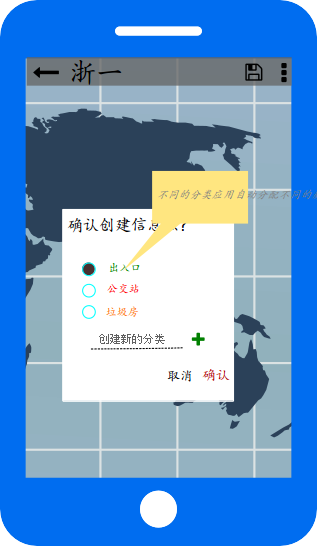 浙一
不同的分类应用自动分配不同的
确认创建信息
?
出入口
公交站
垃圾房
创建新的分类
取消 确认